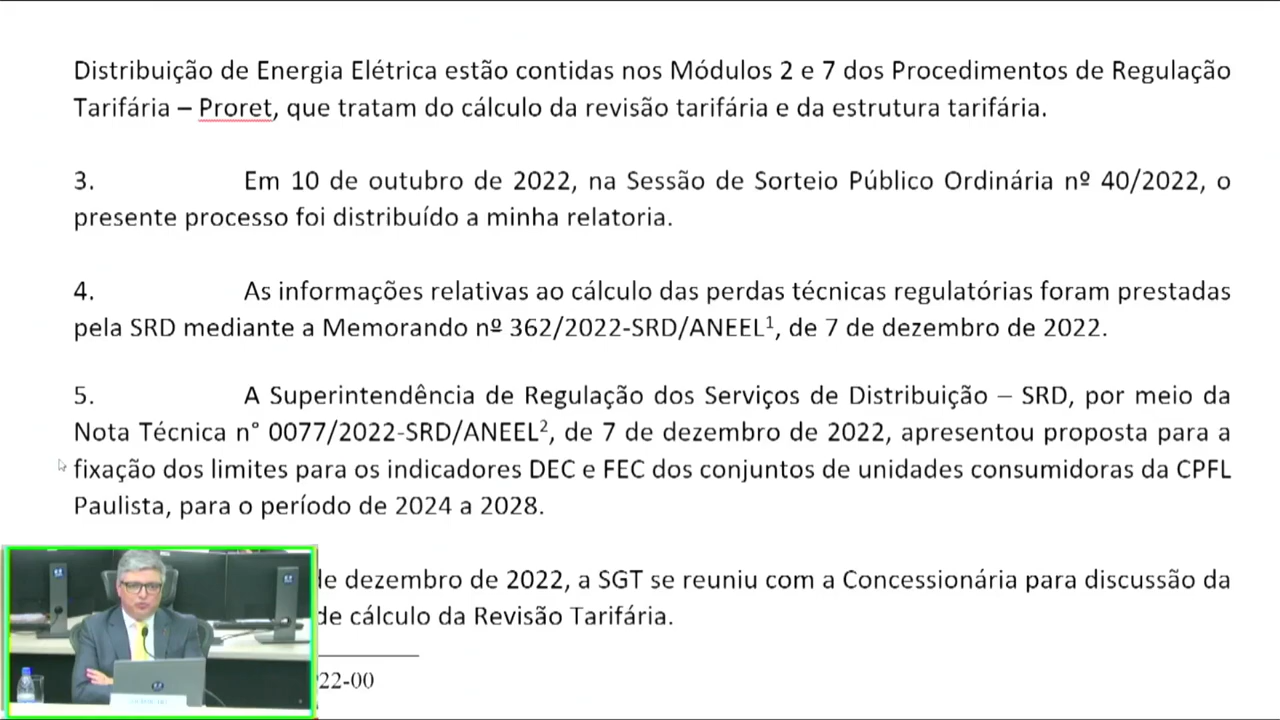 Distribuição de Energia Elétrica estão contidas nos Módulos 2 e 7 dos Procedimentos de Regulação
Tarifária – Proret, que tratam do cálculo da revisão tarifária e da estrutura tarifária.
3. Em 10 de outubro de 2022, na Sessão de Sorteio Público Ordinária nº 40/2022, o
presente processo foi distribuído a minha relatoria.
4. As informações relativas ao cálculo das perdas técnicas regulatórias foram prestadas
pela SRD mediante a Memorando nº 362/2022-SRD/ANEEL¹, de 7 de dezembro de 2022.
5. A Superintendência de Regulação dos Serviços de Distribuição – SRD, por meio da
Nota Técnica n° 0077/2022-SRD/ANEEL², de 7 de dezembro de 2022, apresentou proposta para a
fixação dos limites para os indicadores DEC e FEC dos conjuntos de unidades consumidoras da CPFL
Paulista, para o período de 2024 a 2028.
de dezembro de 2022, a SGT se reuniu com a Concessionária para discussão da
de cálculo da Revisão Tarifária.
22-00